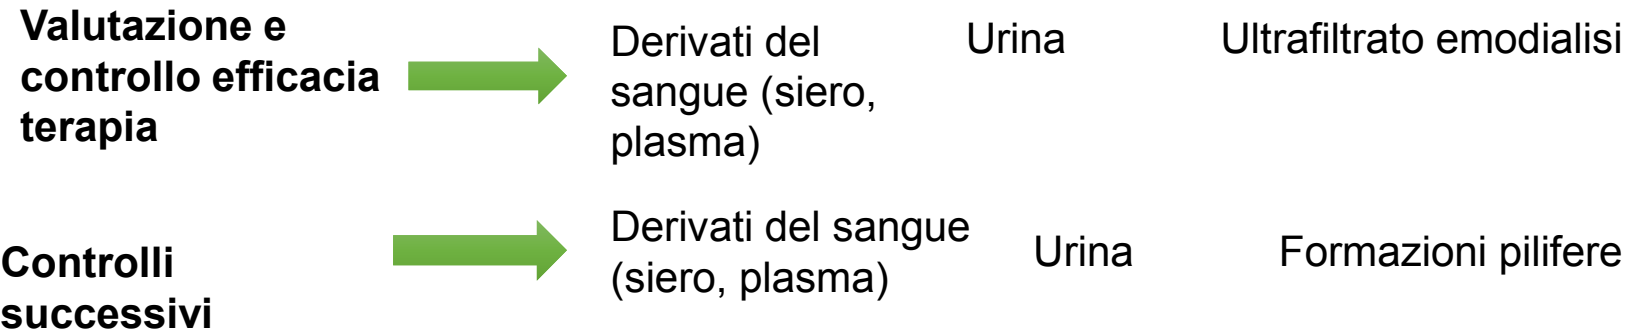 Valutazione e
controllo efficacia
terapia
Derivati del
sangue (siero,
plasma)
Urina
Ultrafiltrato emodialisi
Controlli
successivi
Derivati del sangue
(siero, plasma)
Urina
Formazioni pilifere